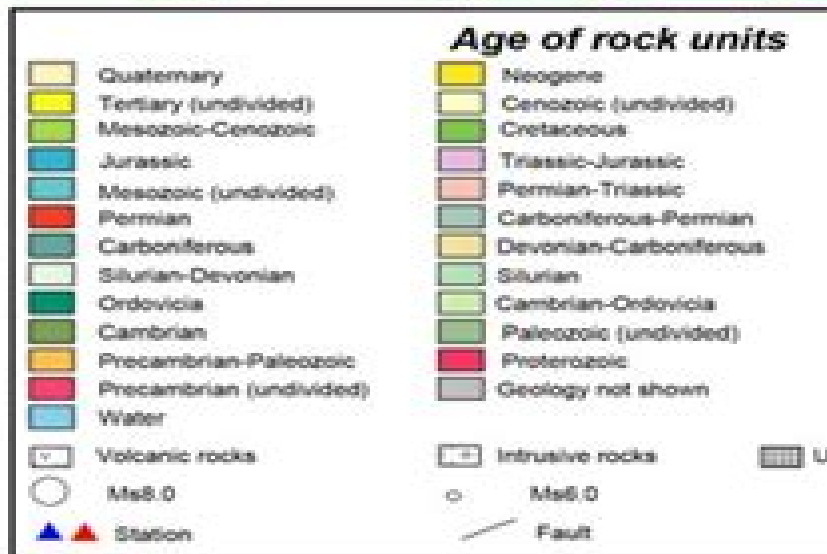 Age of rock units
Quaternary
Neogene
Tertiary (undivided)
Cenozoic (undivided)
Mesozoic-Cenozoic
Cretaceous
Jurassic
Triassic-Jurassic
Mesozoic (undivided)
Permian-Triassic
Permian
Carboniferous-Permian
Carboniferous
Devonian-Carboniferous
Silurian-Devonian
Silurian
Ordovicia
Cambrian-Ordovicia
Cambrian
Paleozoic (undivided)
Precambrian-Paleozoic
Proterozoic
Precambrian (undivided)
Geology not shown
Water
Volcanic rocks
Intrusive rocks
U
Ms8.0
Ms6.0
Station
Fault